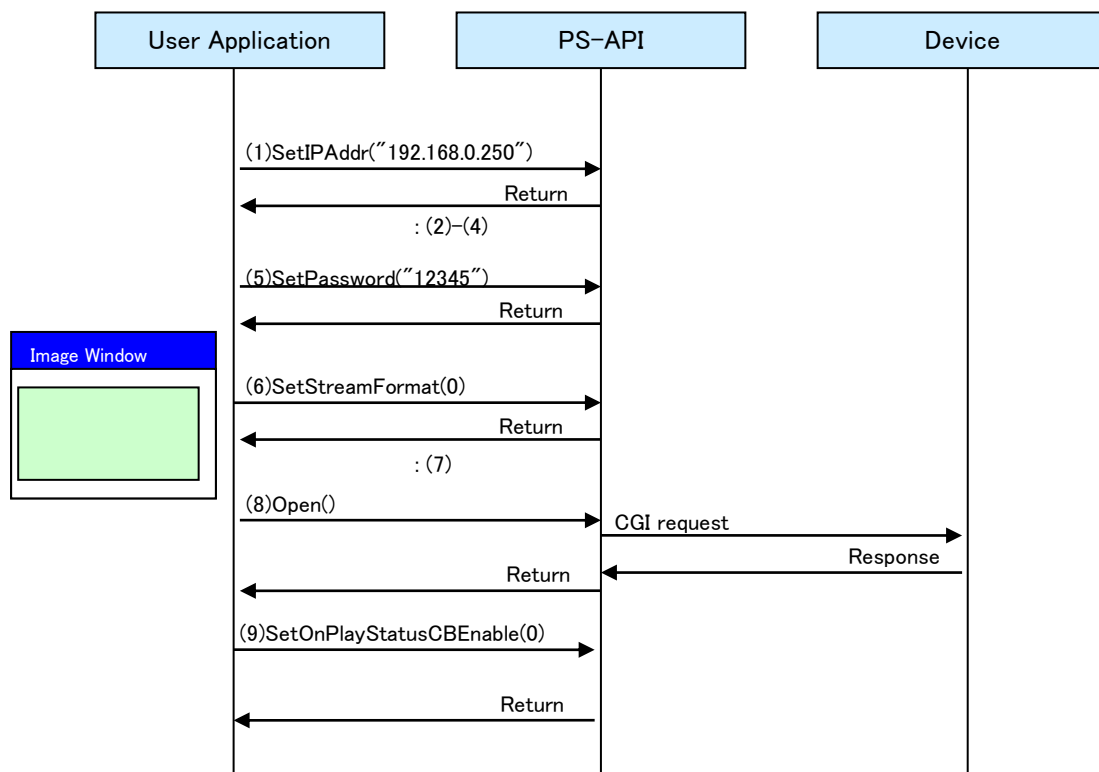 User Application
PS-API
Device
(1)SetIPAddr("192.168.0.250")
Return
: (2)-(4)
(5)SetPassword("12345")
Return
Image Window
(6)SetStreamFormat(0)
Return
: (7)
(8)Open()
CGI request
Response
Return
(9)SetOnPlayStatusCBEnable(0)
Return